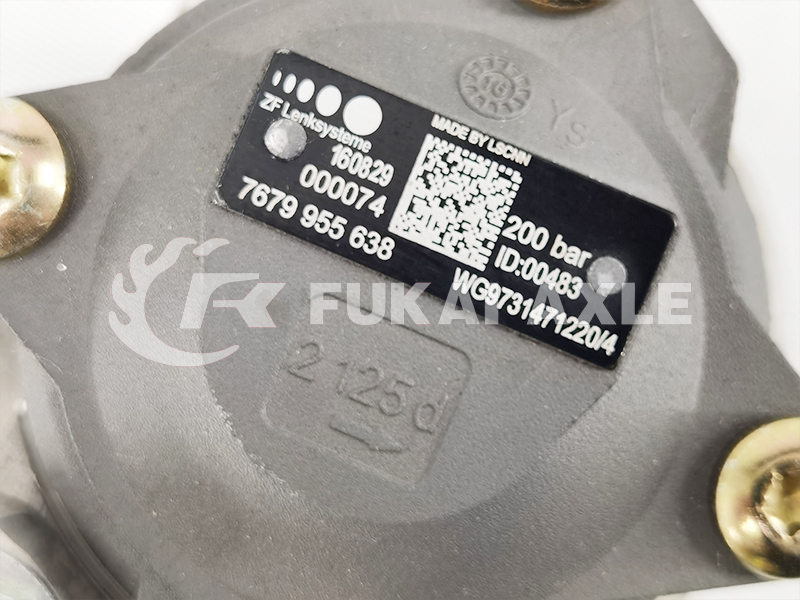 ZF Lenksysteme
160829
000074
7679 955 638
MADE BY LSCNN
200 bar
ID:00483
WG9731471220/4
16
YS
FUKAI AXLE
2 125 d